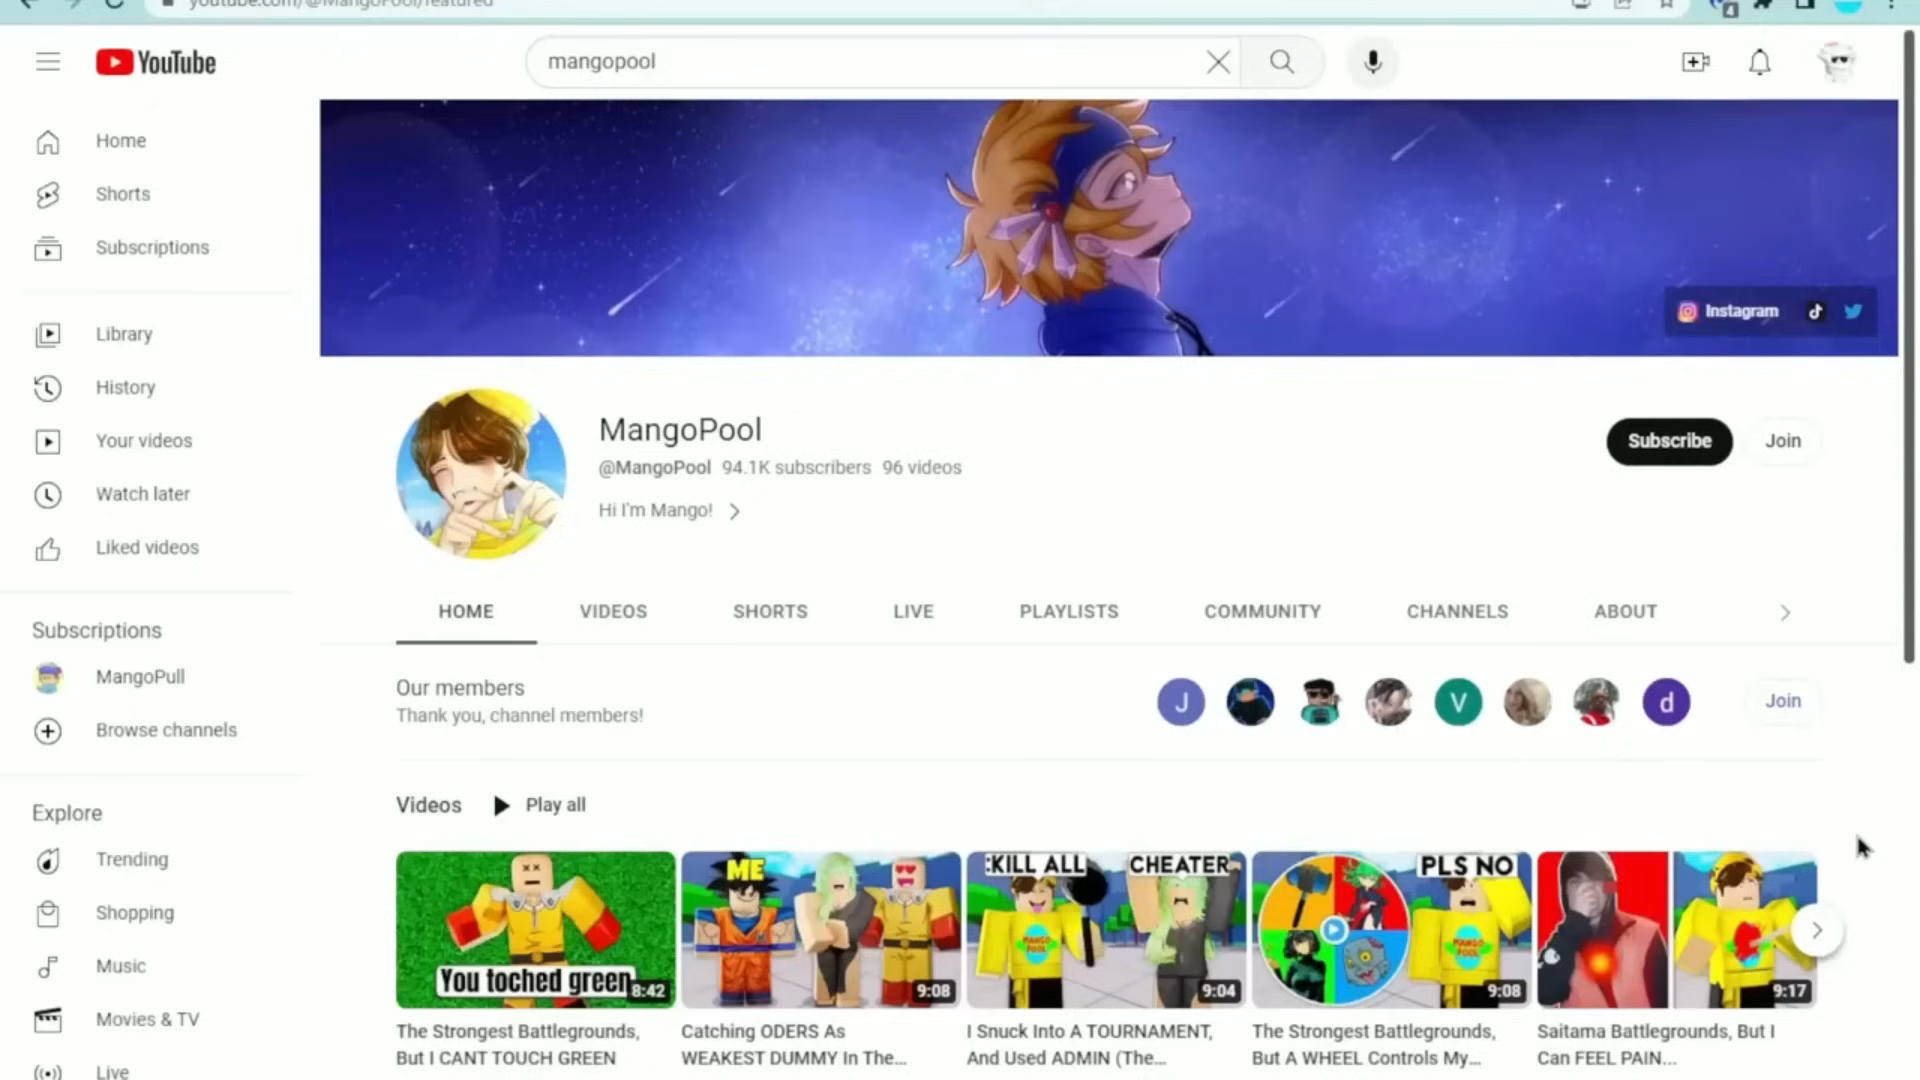 youtube.com/@MangoPool/featured
4
YouTube
mangopool
Home
Shorts
Subscriptions
Library
History
Your videos
Watch later
Liked videos
Subscriptions
MangoPull
Browse channels
Explore
Trending
Shopping
Music
Movies & TV
Live
Instagram
MangoPool
@MangoPool 94.1K subscribers 96 videos
Hi I'm Mango!
Subscribe
Join
HOME
VIDEOS
SHORTS
LIVE
PLAYLISTS
COMMUNITY
CHANNELS
ABOUT
Our members
Thank you, channel members!
J
V
d
Join
Videos
Play all
You toched green
8:42
The Strongest Battlegrounds,
But I CANT TOUCH GREEN
ME
9:08
Catching ODERS As
WEAKEST DUMMY In The...
:KILL ALL
CHEATER
MANGO
POOL
9:04
I Snuck Into A TOURNAMENT,
And Used ADMIN (The...
PLS NO
MANGO
POOL
9:08
The Strongest Battlegrounds,
But A WHEEL Controls My...
9:17
Saitama Battlegrounds, But I
Can FEEL PAIN...